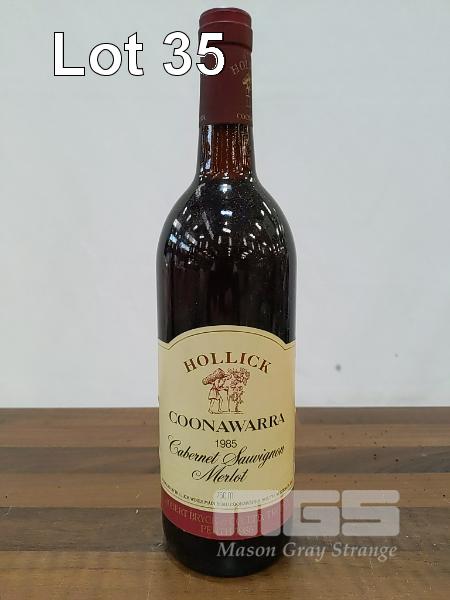 Lot 35
HOLLICK
COONAWARRA
1985
Cabernet Sauvignon
Merlot
750ml
MGS
Mason Gray Strange